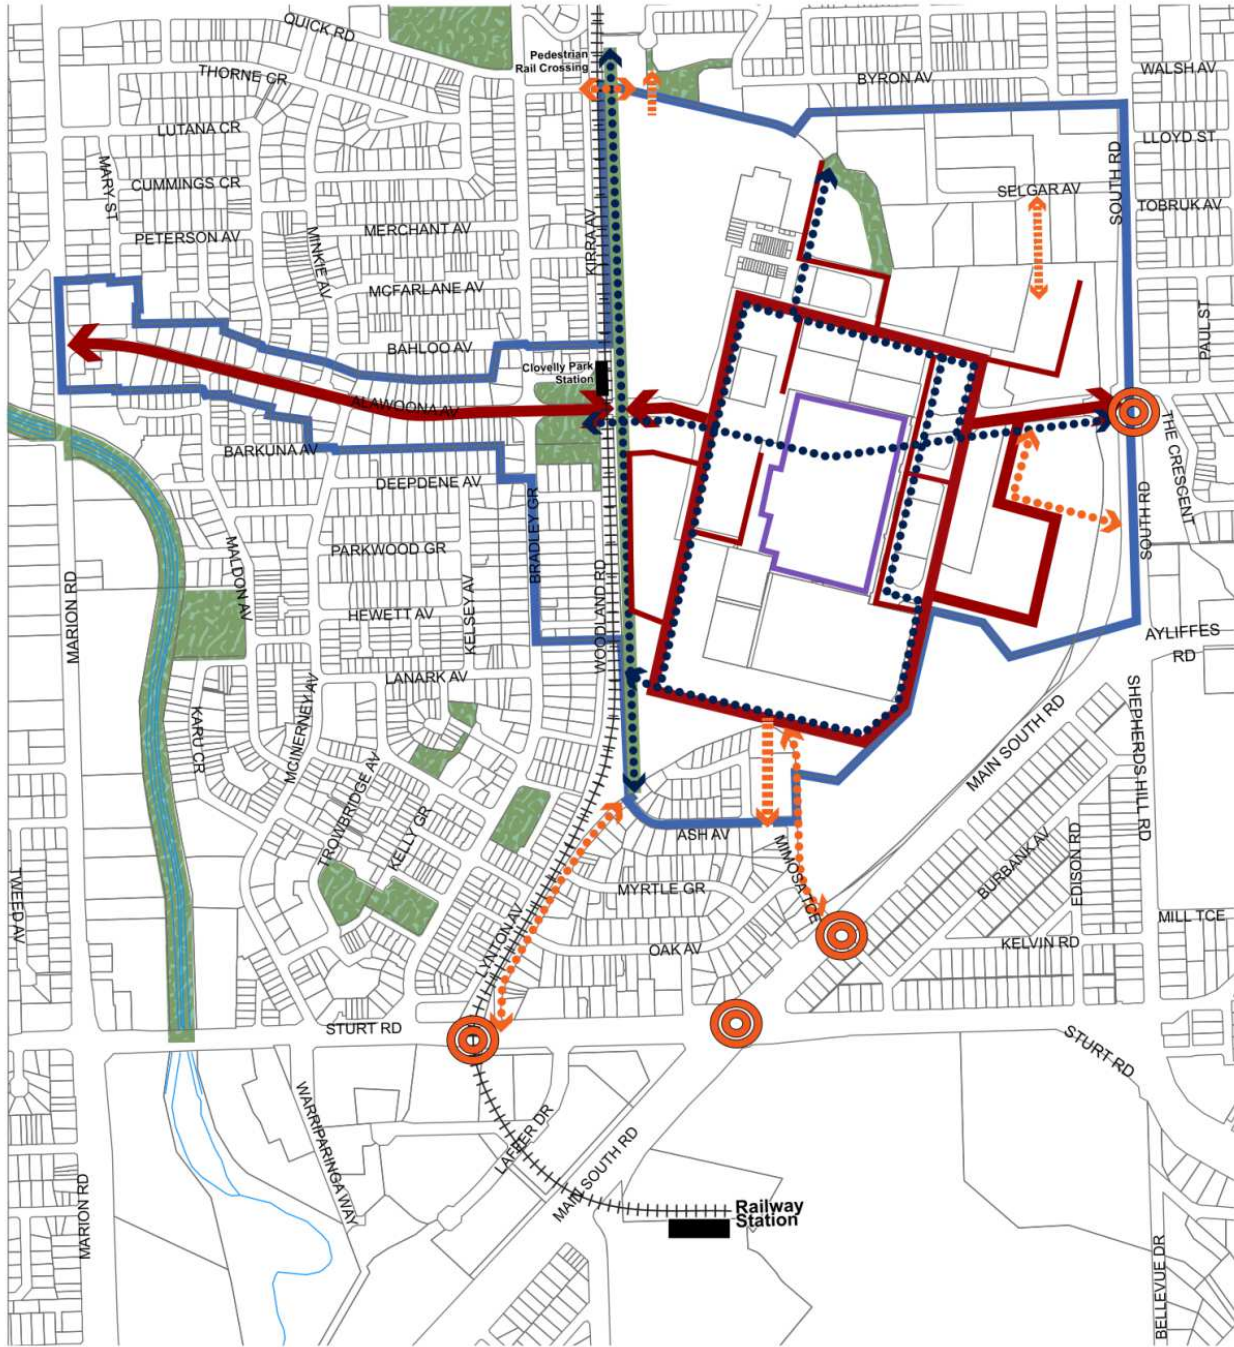 QUICK RD
Pedestrian
Rail Crossing
THORNE CR
BYRON AV
WALSH AV
LUTANA CR
LLOYD ST
MARY ST
CUMMINGS CR
SOUTH RD
SELGAR AV
TOBRUK AV
PETERSON AV
MERCHANT AV
MINKIE AV
KIRRA AV
MCFARLANE AV
PAUL ST
BAHLOO AV
Clovelly Park
Station
ALAWOONA AV
THE CRESCENT
BARKUNA AV
DEEPDENE AV
BRADLEY GR
SOUTH RD
PARKWOOD GR
MALDON AV
HEWETT AV
KELSEY AV
WOODLAND RD
MARION RD
AYLIFFES
RD
LANARK AV
KARU CR
MCINERNEY AV
MAIN SOUTH RD
SHEPHERDS HILL RD
TROWBRIDGE AV
KELLY GR
ASH AV
MIMOSA TCE
BURBANK AV
EDISON RD
TWEED AV
MYRTLE GR
MILL TCE
LYNTON AV
OAK AV
KELVIN RD
STURT RD
STURT RD
WARRIPARINGA WAY
LAFFER DR
MAIN SOUTH RD
MARION RD
Railway
Station
BELLEVUE DR